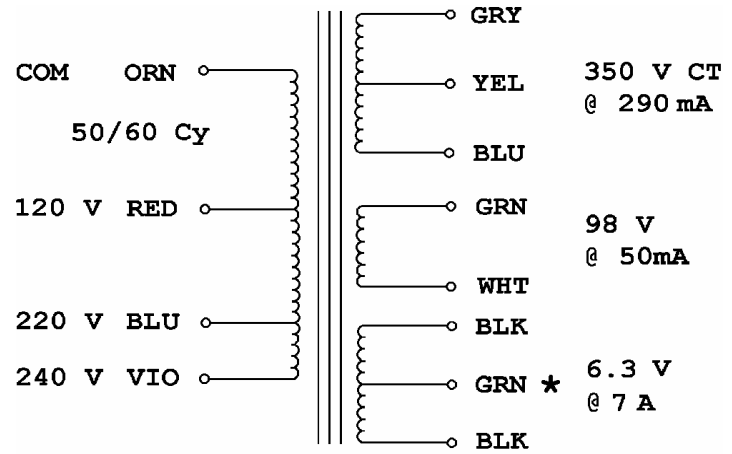 GRY
COM ORN
YEL
350 V CT
@ 290 mA
50/60 Cy
BLU
120 V RED
GRN
98 V
@ 50mA
WHT
220 V BLU
BLK
240 V VIO
GRN *
6.3 V
@ 7 A
BLK